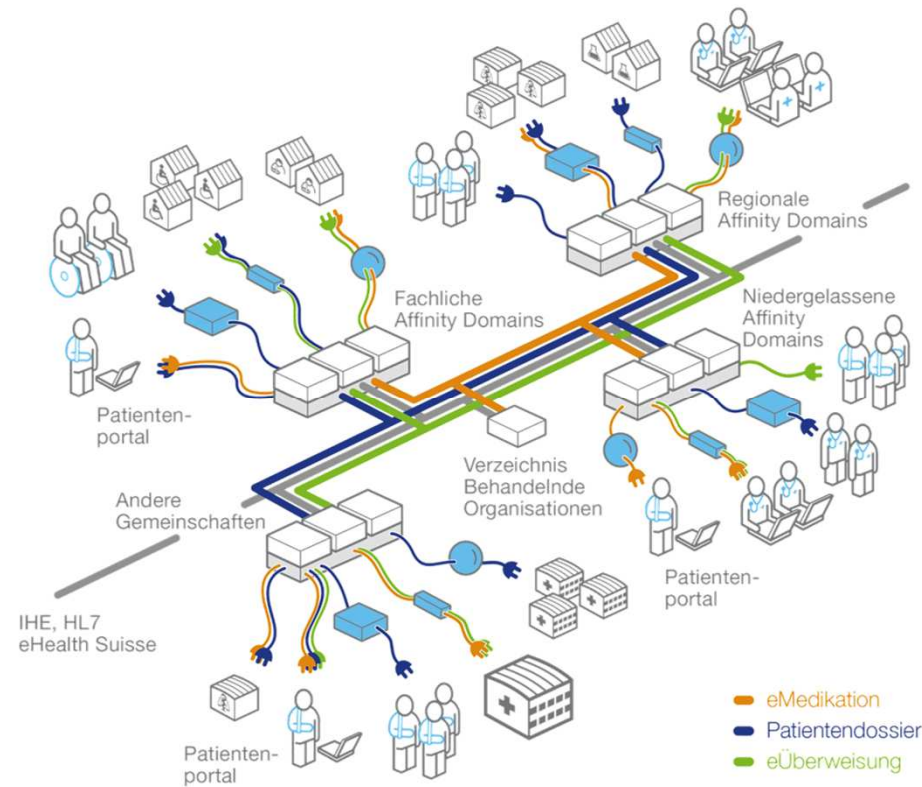 Regionale
Affinity Domains
Fachliche
Affinity Domains
Niedergelassene
Affinity
Domains
Patienten-
portal
Verzeichnis
Behandelnde
Organisationen
Andere
Gemeinschaften
Patienten-
portal
IHE, HL7
eHealth Suisse
Patienten-
portal
eMedikation
Patientendossier
eÜberweisung